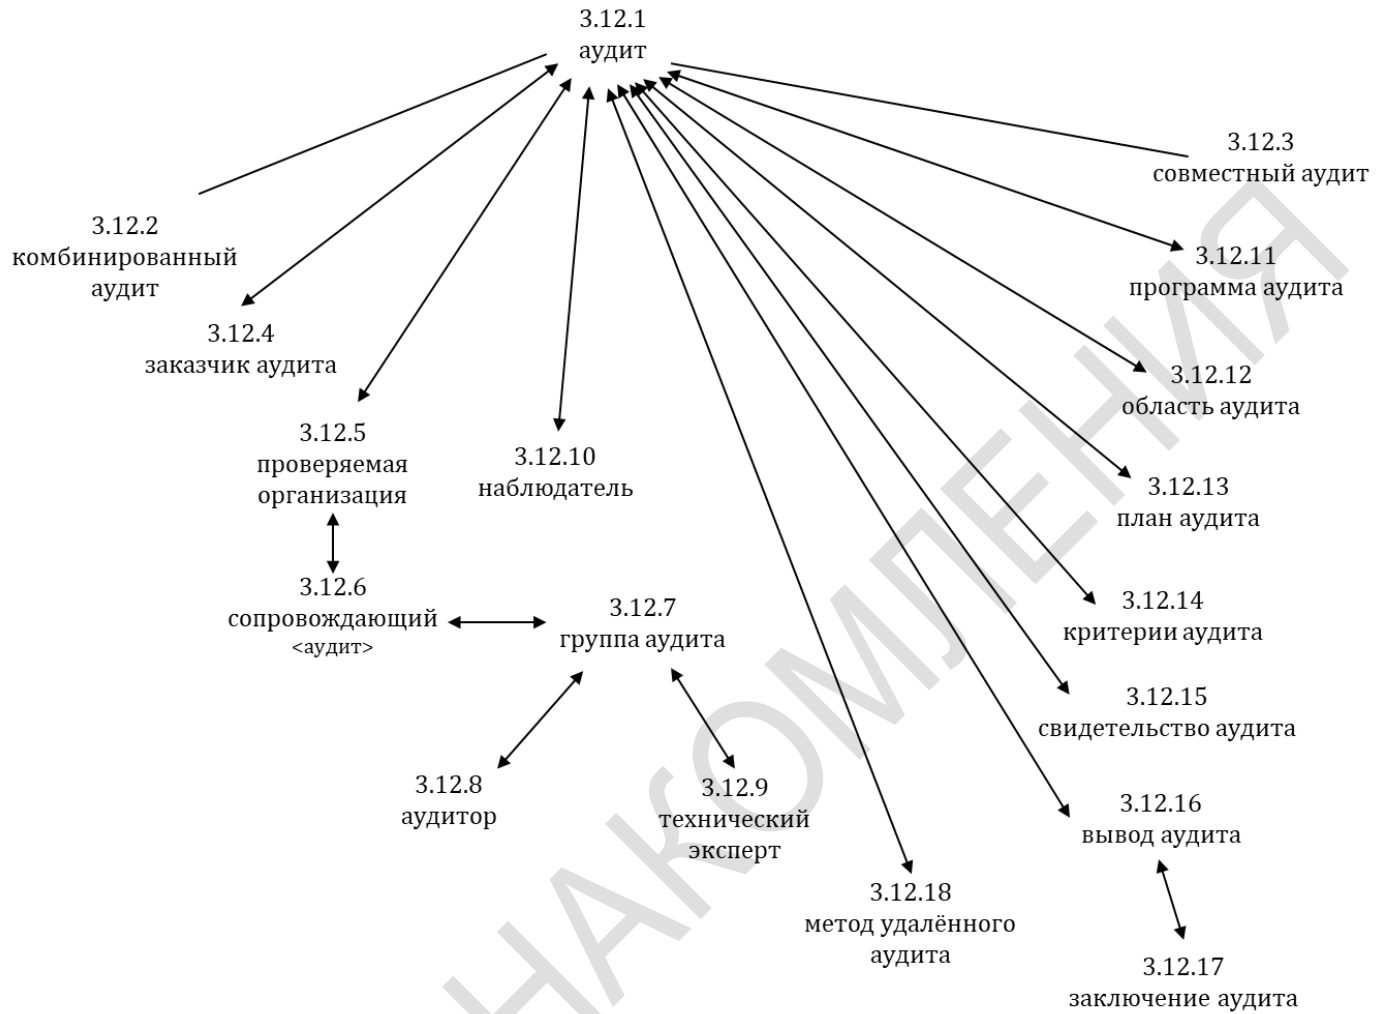 3.12.1
аудит
3.12.3
совместный аудит
3.12.2
комбинированный
аудит
3.12.11
программа аудита
3.12.4
заказчик аудита
3.12.12
область аудита
3.12.5
проверяемая
организация
3.12.10
наблюдатель
3.12.13
план аудита
3.12.6
сопровождающий
<аудит>
3.12.7
группа аудита
3.12.14
критерии аудита
3.12.15
свидетельство аудита
3.12.8
аудитор
3.12.9
технический
эксперт
3.12.16
вывод аудита
3.12.18
метод удалённого
аудита
3.12.17
заключение аудита
НАКОМЛЕНИЯ